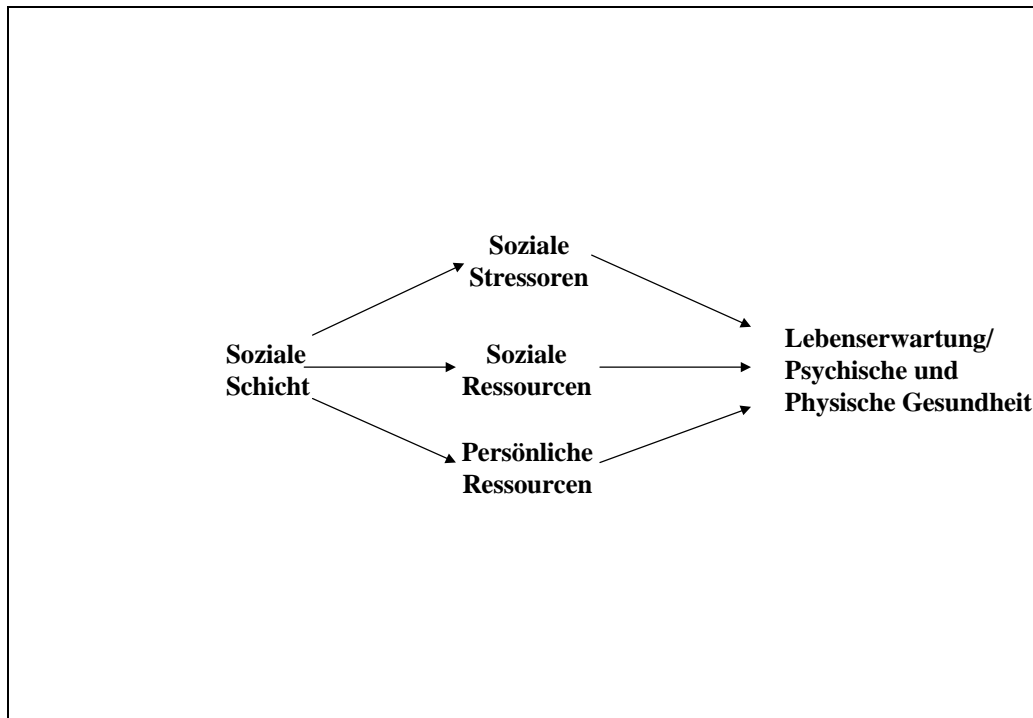 Soziale
Stressoren
Soziale
Schicht
Soziale
Ressourcen
Persönliche
Ressourcen
Lebenserwartung/
Psychische und
Physische Gesundheit